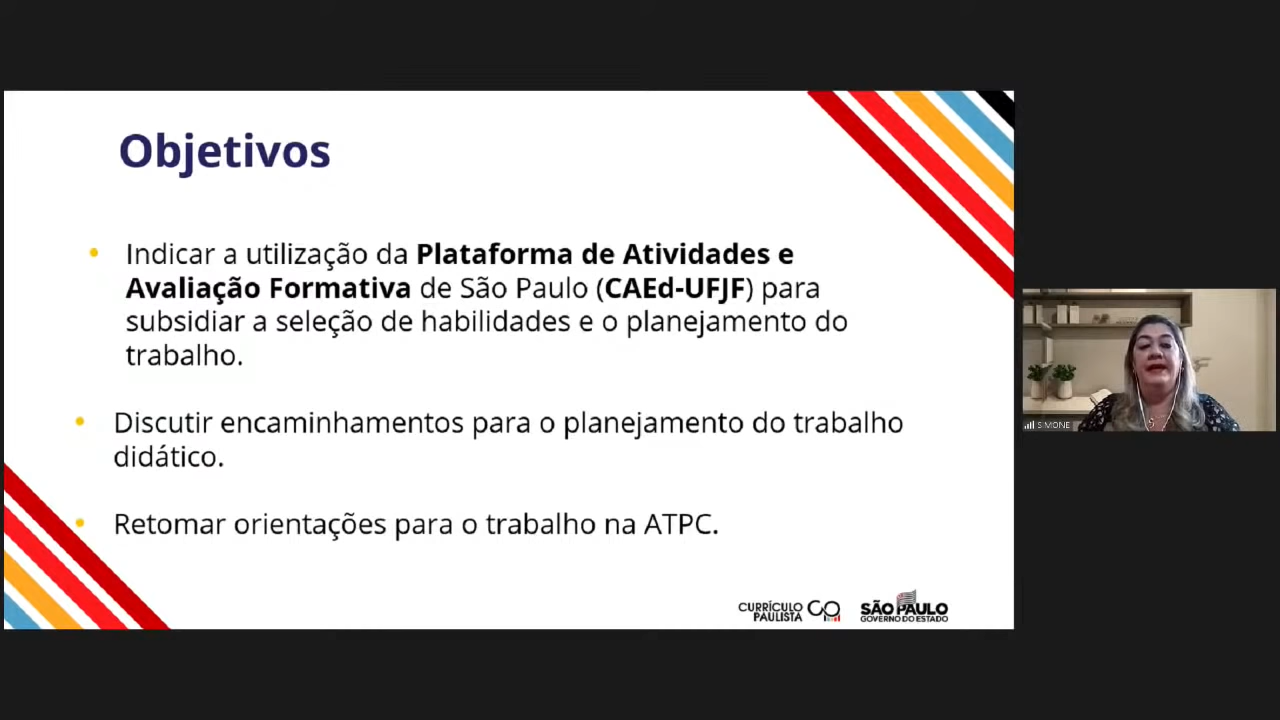 Objetivos
Indicar a utilização da Plataforma de Atividades e
Avaliação Formativa de São Paulo (CAEd-UFJF) para
subsidiar a seleção de habilidades e o planejamento do
trabalho.
Discutir encaminhamentos para o planejamento do trabalho
didático.
Retomar orientações para o trabalho na ATPC.
CURRÍCULO
PAULISTA
SÃO PAULO
GOVERNO DO ESTADO
SIMONE